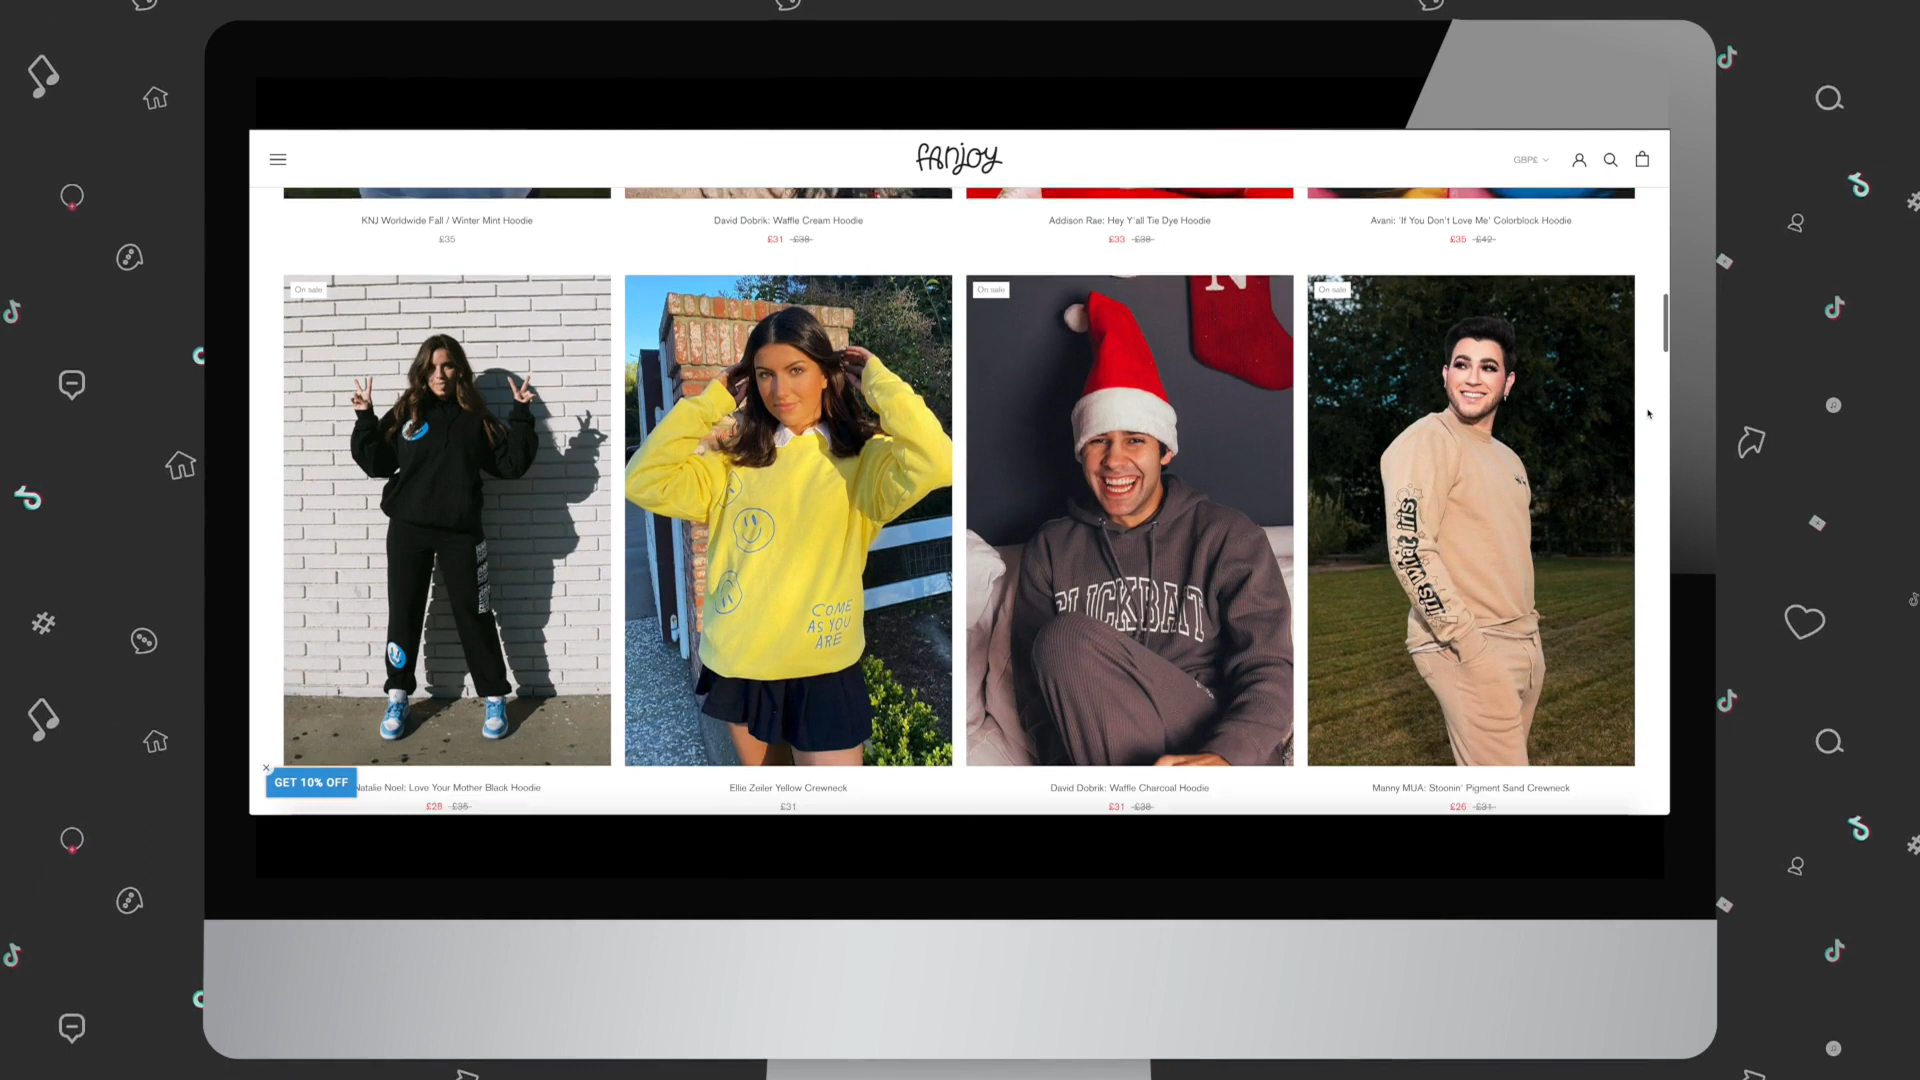 fanjoy
GBP£
KNJ Worldwide Fall / Winter Mint Hoodie
£35
David Dobrik: Waffle Cream Hoodie
£31 £38
Addison Rae: Hey Y'all Tie Dye Hoodie
£33 £38
Avani: 'If You Don't Love Me' Colorblock Hoodie
£35 £42
On sale
On sale
On sale
N
COME
AS YOU
ARE
CLICKBAT
iris What iris
GET 10% OFF
Natalie Noel: Love Your Mother Black Hoodie
£28 £35
Ellie Zeiler Yellow Crewneck
£31
David Dobrik: Waffle Charcoal Hoodie
£31 £38
Manny MUA: Stoonin' Pigment Sand Crewneck
£26 £31